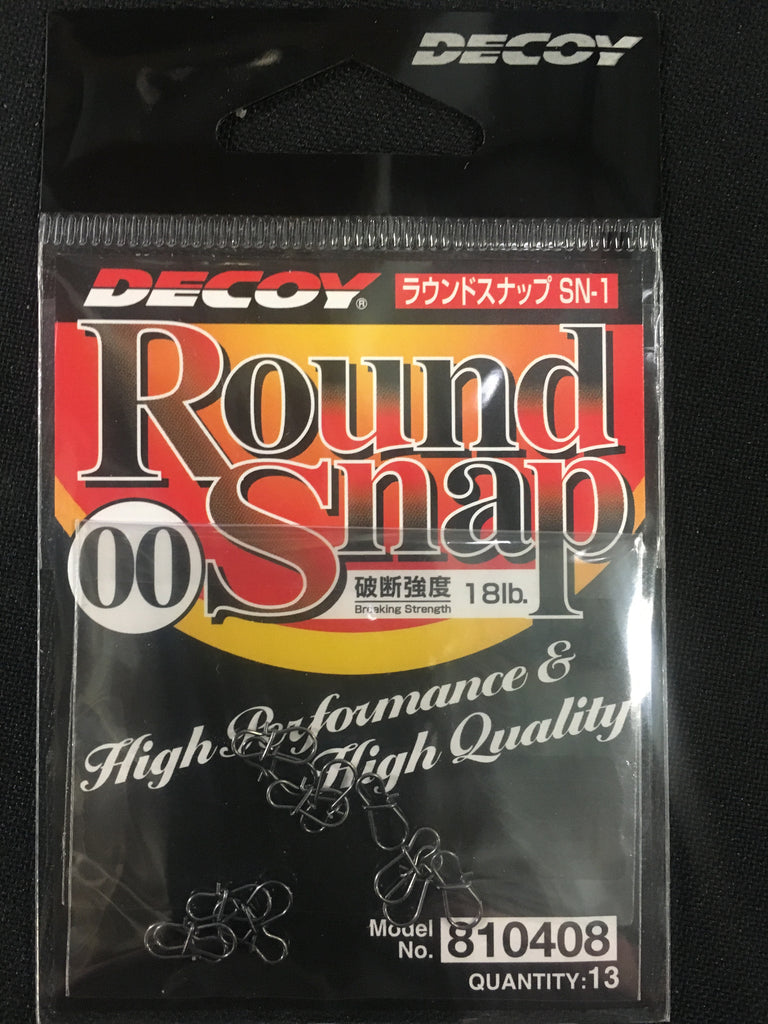 DECOY
DECOY®
ラウンドスナップ SN-1
Round
Snap
00
破断強度 18lb.
Breaking Strength
High Performance &
High Quality
Model
No. 810408
QUANTITY:13